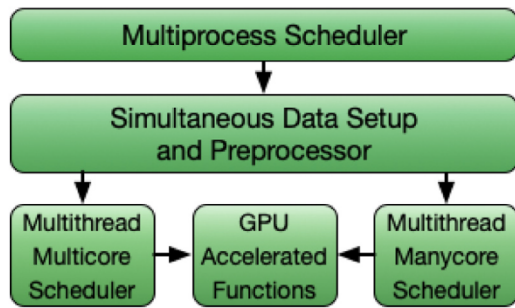 Multiprocess Scheduler
Simultaneous Data Setup
and Preprocessor
Multithread
Multicore
Scheduler
GPU
Accelerated
Functions
Multithread
Manycore
Scheduler